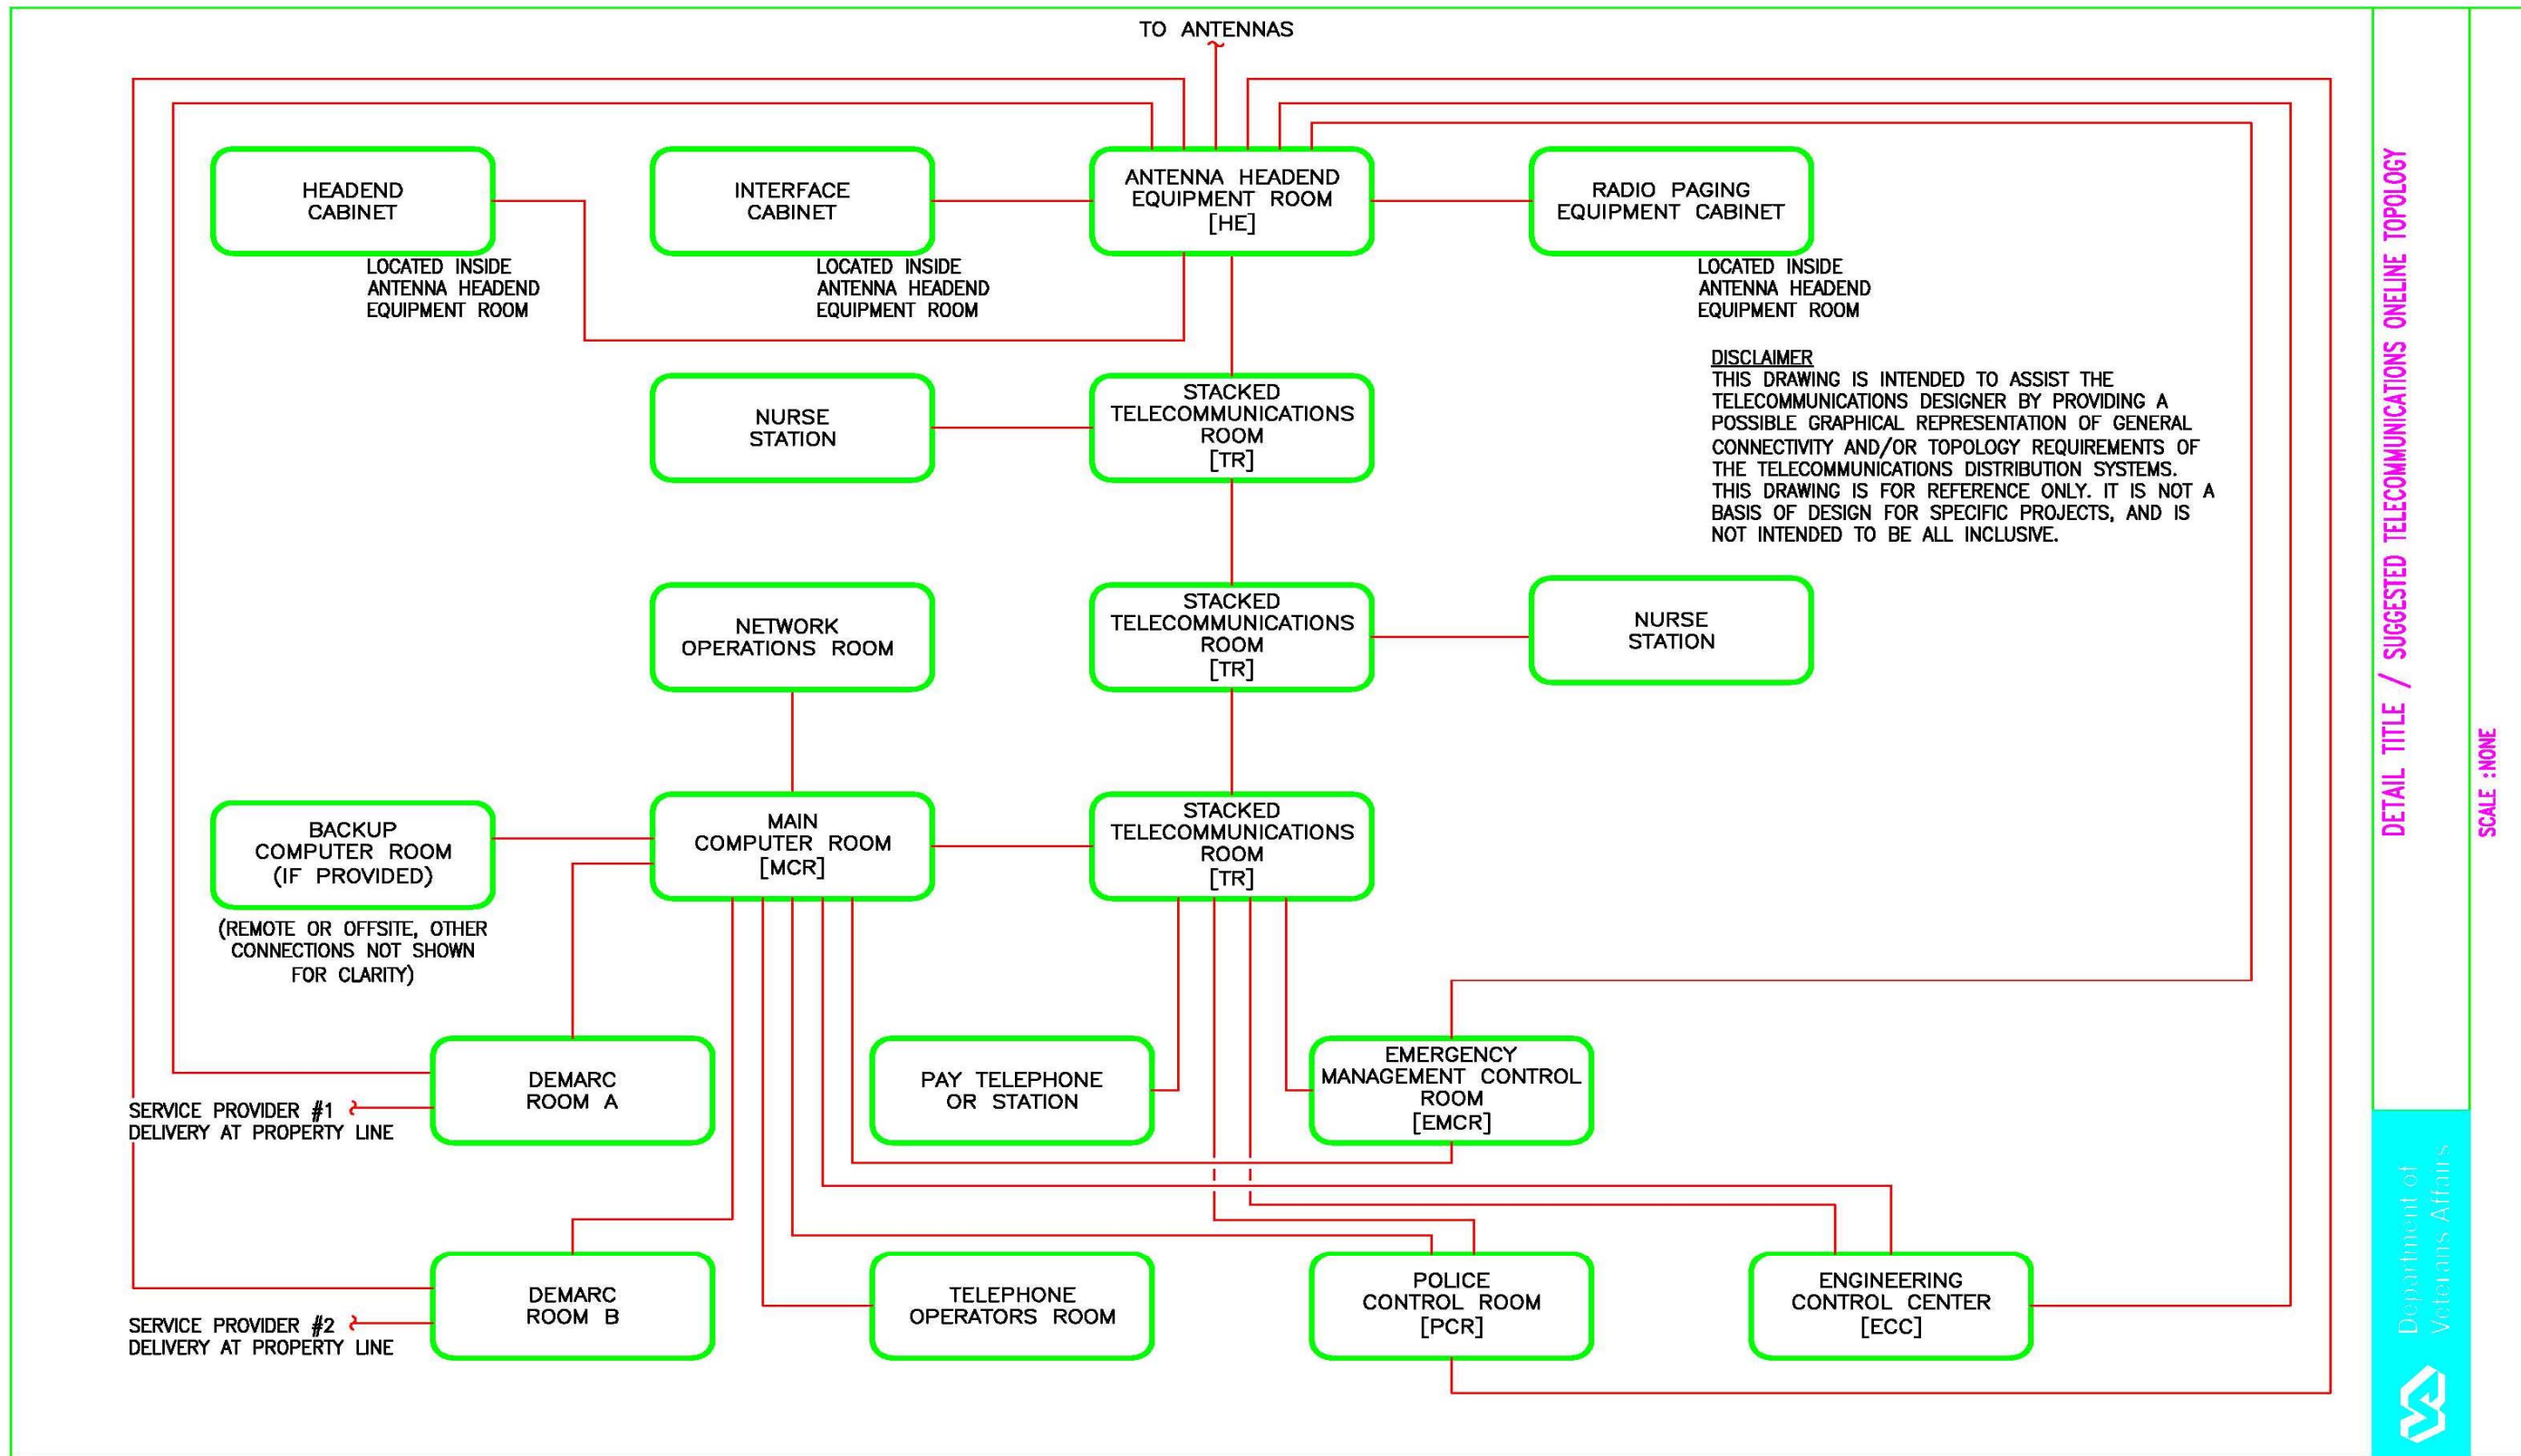 TO ANTENNAS
HEADEND
CABINET
LOCATED INSIDE
ANTENNA HEADEND
EQUIPMENT ROOM
INTERFACE
CABINET
LOCATED INSIDE
ANTENNA HEADEND
EQUIPMENT ROOM
ANTENNA HEADEND
EQUIPMENT ROOM
[HE]
RADIO PAGING
EQUIPMENT CABINET
LOCATED INSIDE
ANTENNA HEADEND
EQUIPMENT ROOM
DISCLAIMER
THIS DRAWING IS INTENDED TO ASSIST THE
TELECOMMUNICATIONS DESIGNER BY PROVIDING A
POSSIBLE GRAPHICAL REPRESENTATION OF GENERAL
CONNECTIVITY AND/OR TOPOLOGY REQUIREMENTS OF
THE TELECOMMUNICATIONS DISTRIBUTION SYSTEMS.
THIS DRAWING IS FOR REFERENCE ONLY. IT IS NOT A
BASIS OF DESIGN FOR SPECIFIC PROJECTS, AND IS
NOT INTENDED TO BE ALL INCLUSIVE.
NURSE
STATION
STACKED
TELECOMMUNICATIONS
ROOM
[TR]
NETWORK
OPERATIONS ROOM
STACKED
TELECOMMUNICATIONS
ROOM
[TR]
NURSE
STATION
BACKUP
COMPUTER ROOM
(IF PROVIDED)
(REMOTE OR OFFSITE, OTHER
CONNECTIONS NOT SHOWN
FOR CLARITY)
MAIN
COMPUTER ROOM
[MCR]
STACKED
TELECOMMUNICATIONS
ROOM
[TR]
SERVICE PROVIDER #1
DELIVERY AT PROPERTY LINE
DEMARC
ROOM A
PAY TELEPHONE
OR STATION
EMERGENCY
MANAGEMENT CONTROL
ROOM
[EMCR]
SERVICE PROVIDER #2
DELIVERY AT PROPERTY LINE
DEMARC
ROOM B
TELEPHONE
OPERATORS ROOM
POLICE
CONTROL ROOM
[PCR]
ENGINEERING
CONTROL CENTER
[ECC]
DETAIL TITLE / SUGGESTED TELECOMMUNICATIONS ONELINE TOPOLOGY
SCALE :NONE
Department of
Veterans Affairs